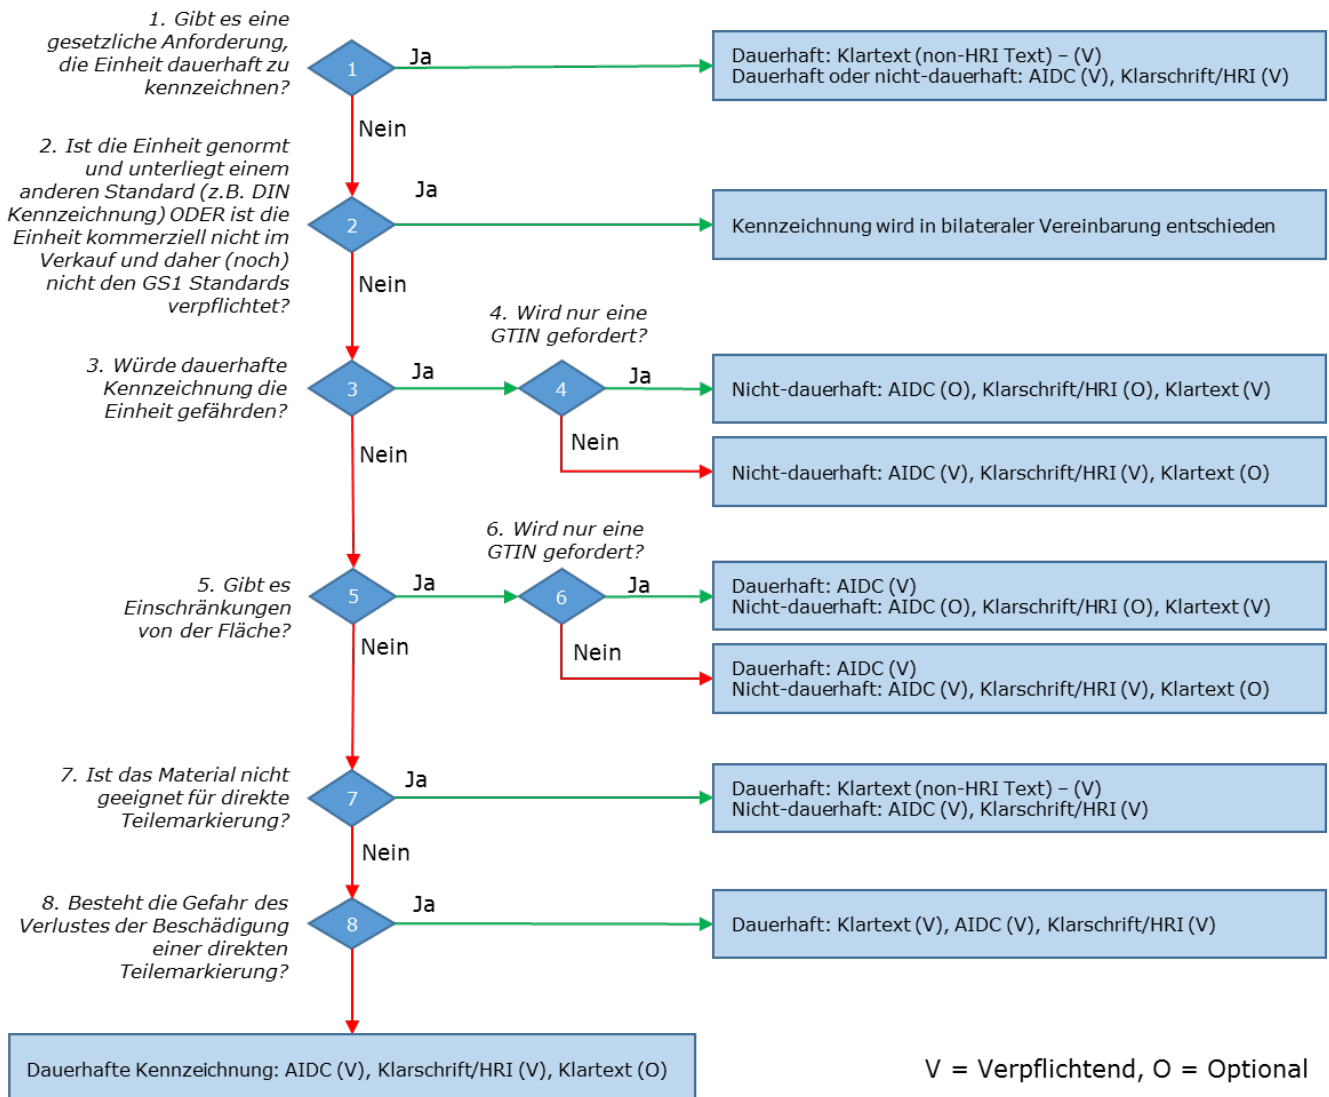 1. Gibt es eine
gesetzliche Anforderung,
die Einheit dauerhaft zu
kennzeichnen?
1
Ja
Dauerhaft: Klartext (non-HRI Text) – (V)
Dauerhaft oder nicht-dauerhaft: AIDC (V), Klarschrift/HRI (V)
Nein
2. Ist die Einheit genormt
und unterliegt einem
anderen Standard (z.B. DIN
Kennzeichnung) ODER ist die
Einheit kommerziell nicht im
Verkauf und daher (noch)
nicht den GS1 Standards
verpflichtet?
2
Ja
Kennzeichnung wird in bilateraler Vereinbarung entschieden
Nein
3. Würde dauerhafte
Kennzeichnung die
Einheit gefährden?
3
Ja
4. Wird nur eine
GTIN gefordert?
4
Ja
Nicht-dauerhaft: AIDC (O), Klarschrift/HRI (O), Klartext (V)
Nein
Nicht-dauerhaft: AIDC (V), Klarschrift/HRI (V), Klartext (O)
Nein
5. Gibt es
Einschränkungen
von der Fläche?
5
Ja
6. Wird nur eine
GTIN gefordert?
6
Ja
Dauerhaft: AIDC (V)
Nicht-dauerhaft: AIDC (O), Klarschrift/HRI (O), Klartext (V)
Nein
Dauerhaft: AIDC (V)
Nicht-dauerhaft: AIDC (V), Klarschrift/HRI (V), Klartext (O)
Nein
7. Ist das Material nicht
geeignet für direkte
Teilemarkierung?
7
Ja
Dauerhaft: Klartext (non-HRI Text) – (V)
Nicht-dauerhaft: AIDC (V), Klarschrift/HRI (V)
Nein
8. Besteht die Gefahr des
Verlustes der Beschädigung
einer direkten
Teilemarkierung?
8
Ja
Dauerhaft: Klartext (V), AIDC (V), Klarschrift/HRI (V)
Dauerhafte Kennzeichnung: AIDC (V), Klarschrift/HRI (V), Klartext (O)
V = Verpflichtend, O = Optional